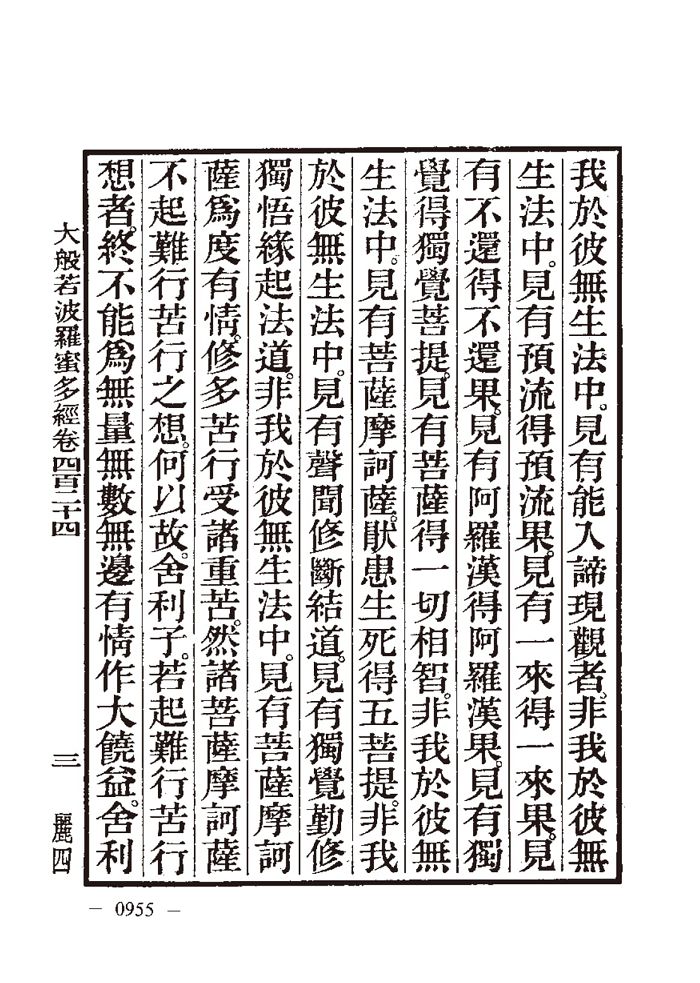 我於彼無生法中。見有能入諦現觀者。非我於彼無
生法中。見有預流得預流果。見有一來得一來果。見
有不還得不還果。見有阿羅漢得阿羅漢果。見有獨
覺得獨覺菩提。見有菩薩得一切相智。非我於彼無
生法中。見有菩薩摩訶薩。猒患生死得五菩提。非我
於彼無生法中。見有聲聞修斷結道。見有獨覺勤修
獨悟緣起法道。非我於彼無生法中。見有菩薩摩訶
薩爲度有情。修多苦行受諸重苦。然諸菩薩摩訶薩
不起難行苦行之想。何以故。舍利子。若起難行苦行
想者。終不能爲無量無數無邊有情作大饒益。舍利
大般若波羅蜜多經卷四百二十四 三 麗四
— 0955 —